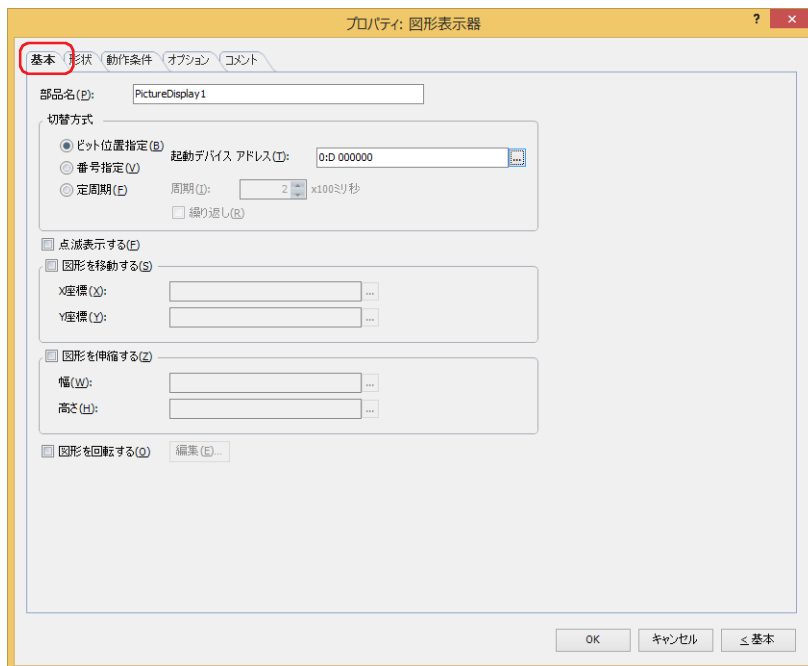 プロパティ: 図形表示器
? ×
基本 形状 動作条件 オプション コメント
部品名(P): PictureDisplay1
切替方式
ビット位置指定(B)
起動デバイス アドレス(T): 0:D 000000 ...
番号指定(V)
定周期(F) 周期(I): 2 x100ミリ秒
繰り返し(R)
点滅表示する(F)
図形を移動する(S)
X座標(X): ...
Y座標(Y): ...
図形を伸縮する(Z)
幅(W): ...
高さ(H): ...
図形を回転する(O) 編集(E)...
OK キャンセル < 基本